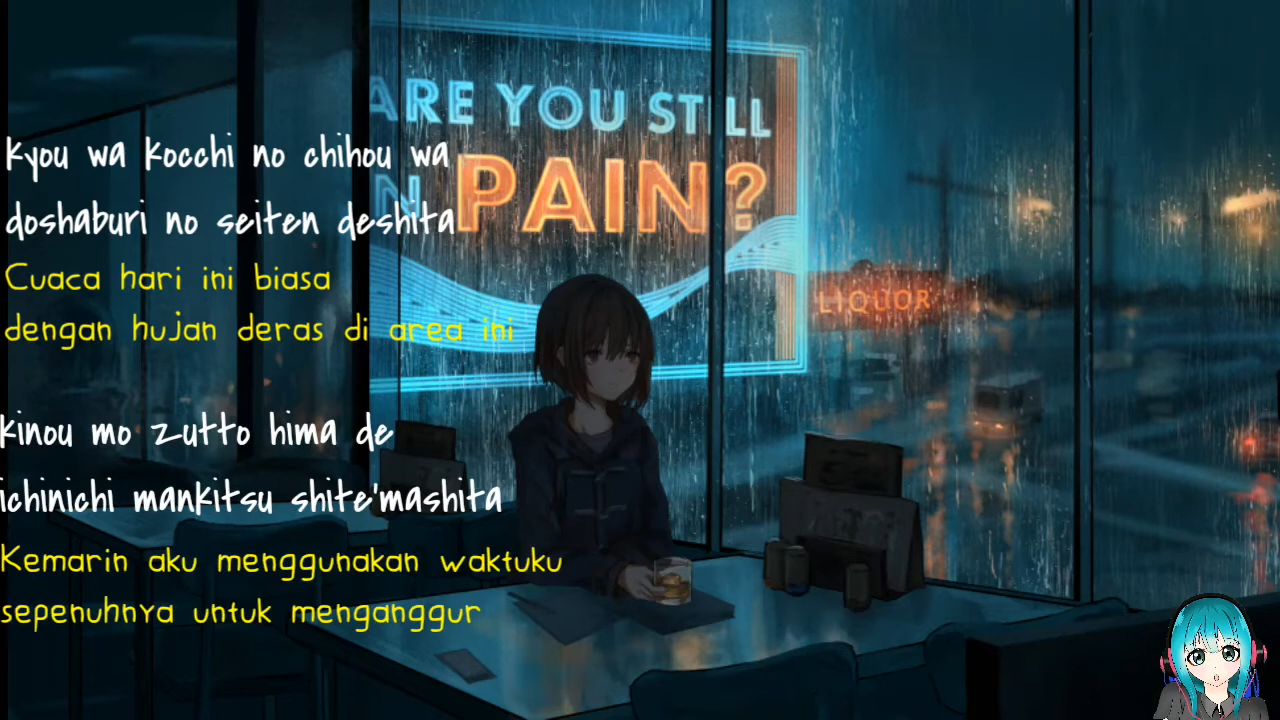 ARE YOU STILL
N PAIN?
LIQUOR
kyou wa kocchi no chihou wa
doshaburi no seiten deshita
Cuaca hari ini biasa
dengan hujan deras di area ini
kinou mo zutto hima de
ichinichi mankitsu shite'mashita
Kemarin aku menggunakan waktuku
sepenuhnya untuk menganggur